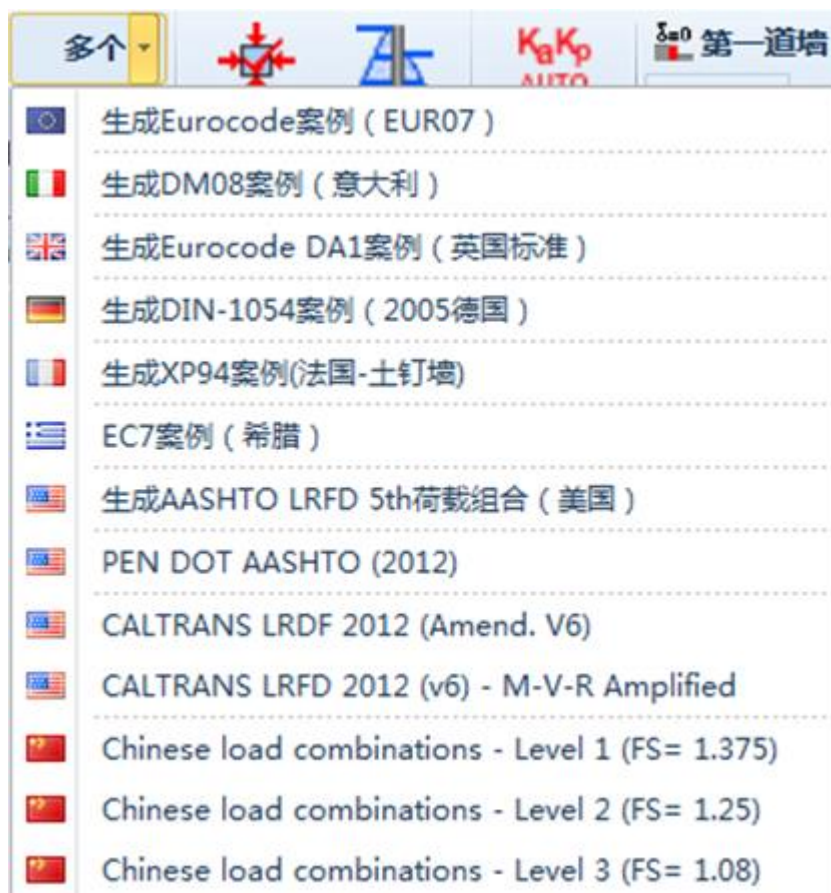 多个
KaKp
AUTO
δ=0 第一道墙
生成Eurocode案例 ( EUR07 )
生成DM08案例 ( 意大利 )
生成Eurocode DA1案例 ( 英国标准 )
生成DIN-1054案例 ( 2005德国 )
生成XP94案例(法国-土钉墙)
EC7案例 ( 希腊 )
生成AASHTO LRFD 5th荷载组合 ( 美国 )
PEN DOT AASHTO (2012)
CALTRANS LRDF 2012 (Amend. V6)
CALTRANS LRFD 2012 (v6) - M-V-R Amplified
Chinese load combinations - Level 1 (FS= 1.375)
Chinese load combinations - Level 2 (FS= 1.25)
Chinese load combinations - Level 3 (FS= 1.08)